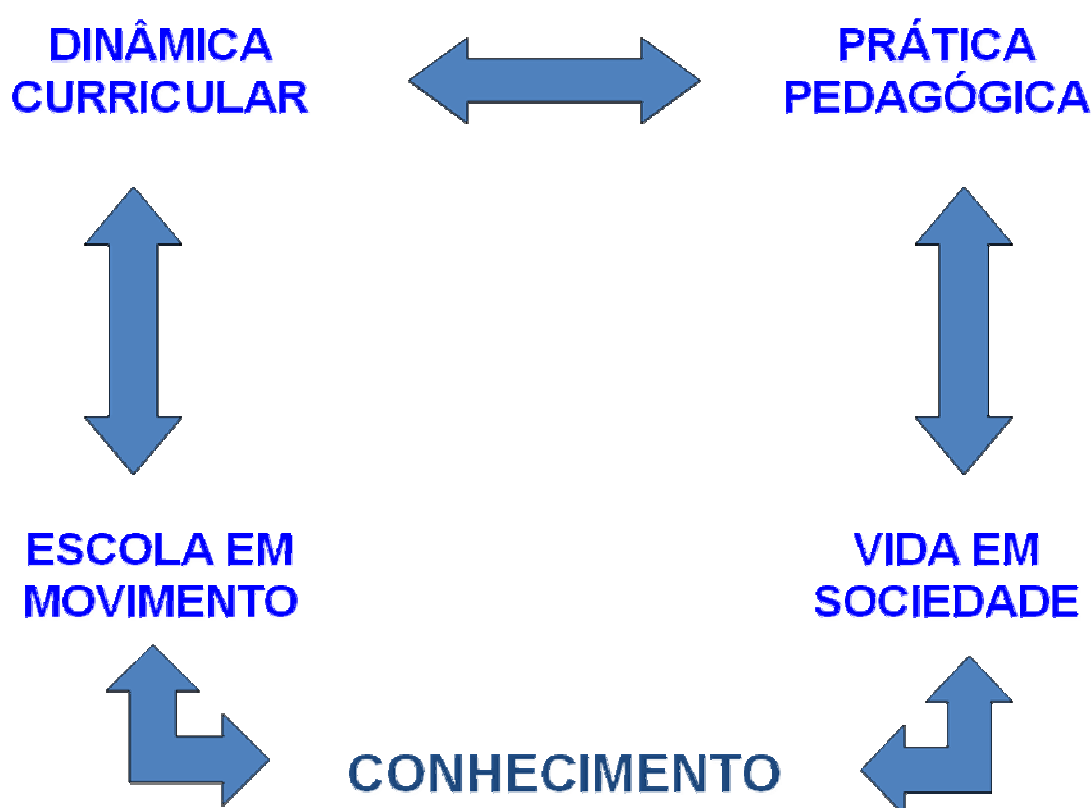 DINÂMICA
CURRICULAR
PRÁTICA
PEDAGÓGICA
ESCOLA EM
MOVIMENTO
VIDA EM
SOCIEDADE
CONHECIMENTO